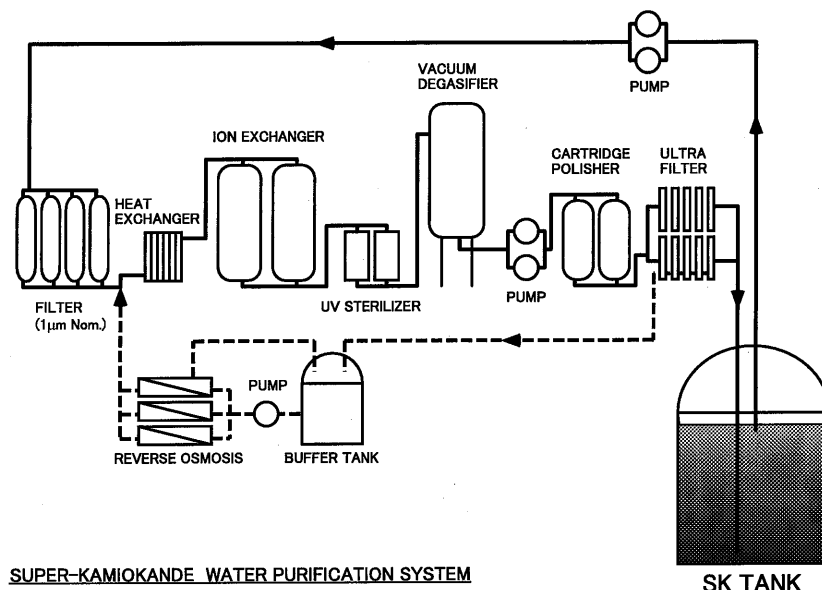 PUMP
VACUUM
DEGASIFIER
ION EXCHANGER
CARTRIDGE
POLISHER
ULTRA
FILTER
HEAT
EXCHANGER
FILTER
(1μm Nom.)
UV STERILIZER
PUMP
PUMP
REVERSE OSMOSIS
BUFFER TANK
SUPER-KAMIOKANDE WATER PURIFICATION SYSTEM
SK TANK